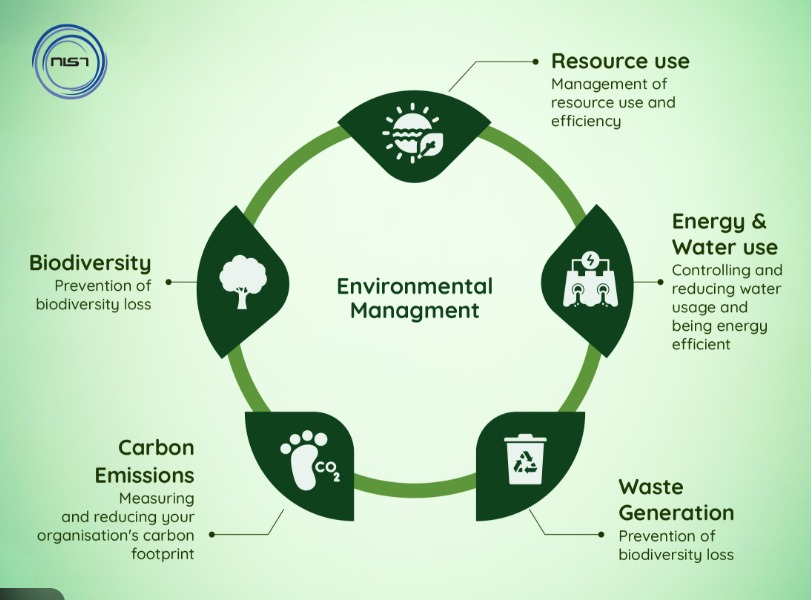 NIST
Resource use
Management of
resource use and
efficiency
Energy &
Water use
Controlling and
reducing water
usage and
being energy
efficient
Biodiversity
Prevention of
biodiversity loss
Environmental
Managment
Carbon
Emissions
Measuring
and reducing your
organisation's carbon
footprint
CO2
Waste
Generation
Prevention of
biodiversity loss